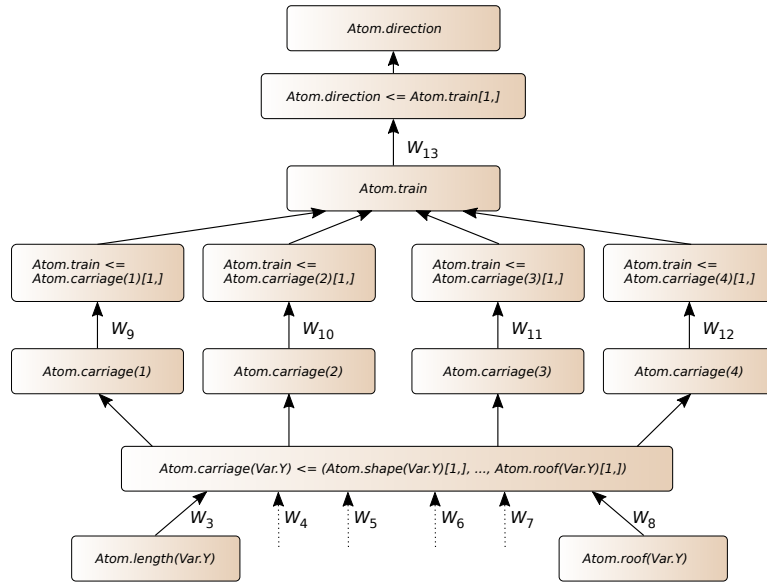 Atom.direction
Atom.direction <= Atom.train[1,]
W13
Atom.train
Atom.train <=
Atom.carriage(1)[1,]
Atom.train <=
Atom.carriage(2)[1,]
Atom.train <=
Atom.carriage(3)[1,]
Atom.train <=
Atom.carriage(4)[1,]
W9
W10
W11
W12
Atom.carriage(1)
Atom.carriage(2)
Atom.carriage(3)
Atom.carriage(4)
Atom.carriage(Var.Y) <= (Atom.shape(Var.Y)[1,], ..., Atom.roof(Var.Y)[1,])
W3
W4
W5
W6
W7
W8
Atom.length(Var.Y)
Atom.roof(Var.Y)